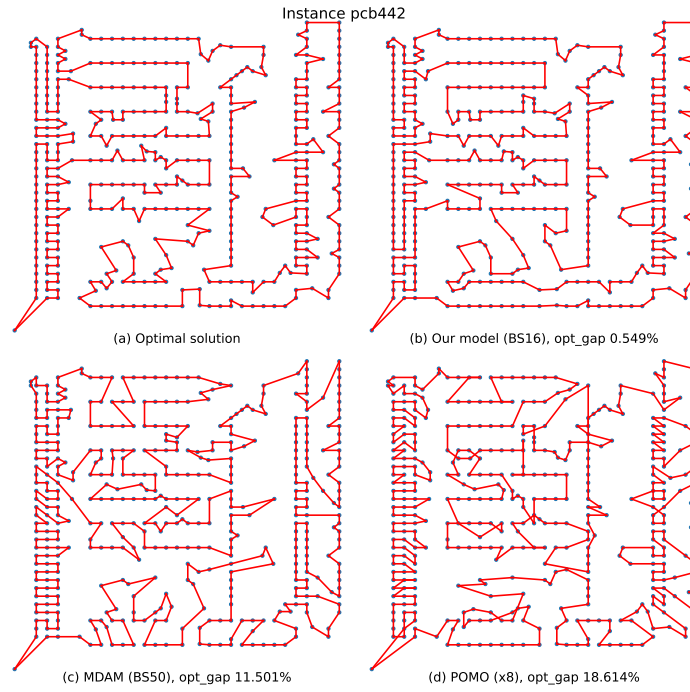 Instance pcb442
(a) Optimal solution
(b) Our model (BS16), opt_gap 0.549%
(c) MDAM (BS50), opt_gap 11.501%
(d) POMO (x8), opt_gap 18.614%